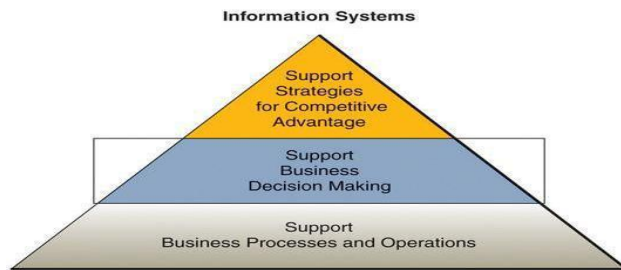 Information Systems
Support
Strategies
for Competitive
Advantage
Support
Business
Decision Making
Support
Business Processes and Operations